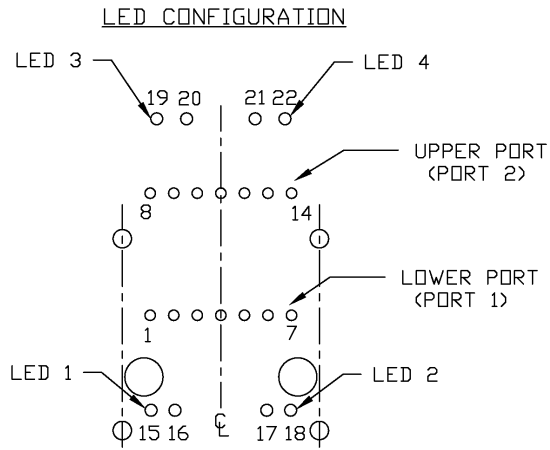 LED CONFIGURATION
LED 3
LED 4
19 20 21 22
UPPER PORT
(PORT 2)
8 14
LOWER PORT
(PORT 1)
1 7
LED 1
LED 2
15 16 17 18
℄